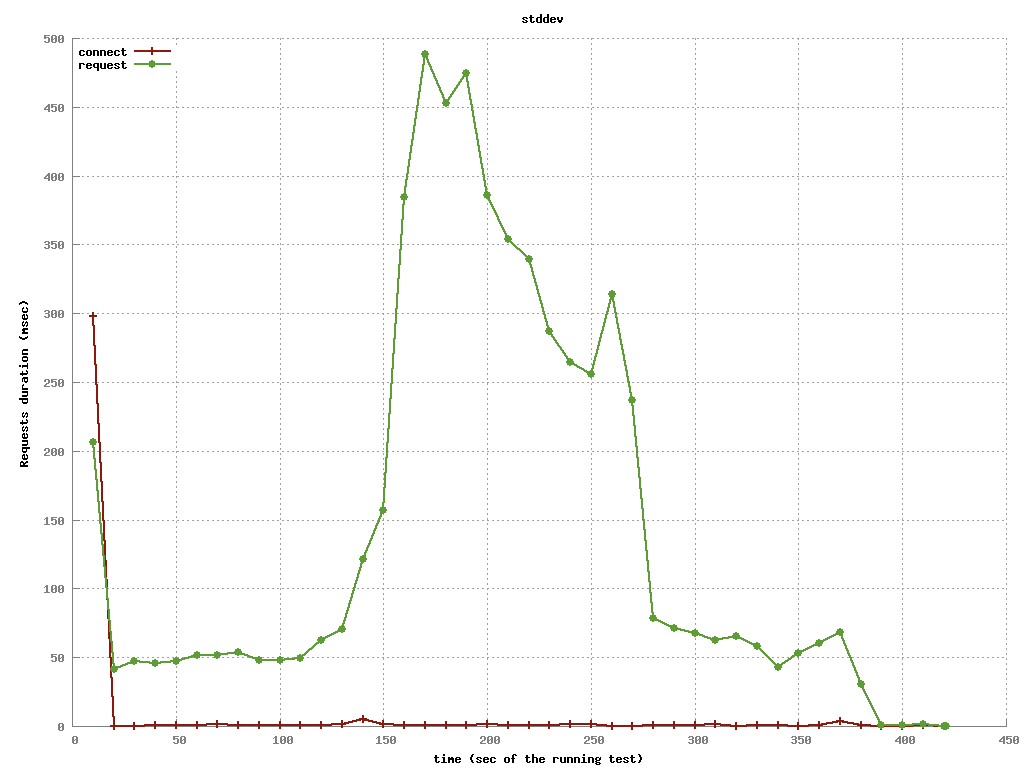 stddev
connect
request
500
450
400
350
300
250
200
150
100
50
0
Requests duration (msec)
0 50 100 150 200 250 300 350 400 450
time (sec of the running test)